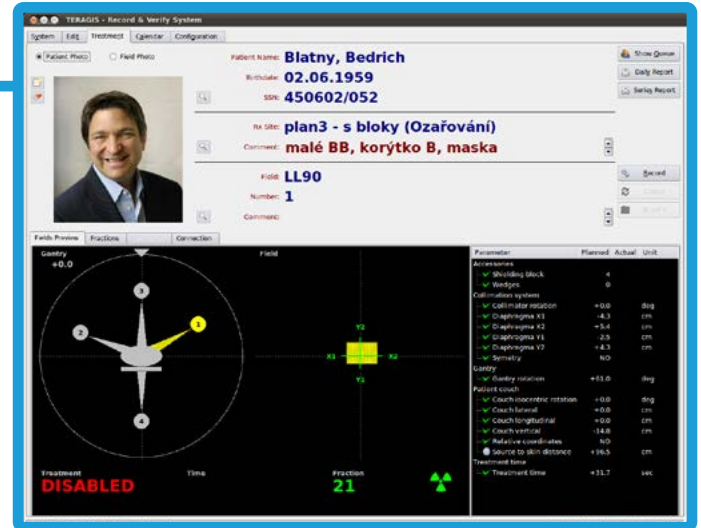 TERAGIS - Record & Verify System
System Edit Treatment Calendar Configuration
Patient Photo Field Photo
Patient Name: Blatny, Bedrich
Birthdate: 02.06.1959
SSN: 450602/052
Rx Site: plan3 - s bloky (Ozařování)
Comment: malé BB, korýtko B, maska
Field: LL90
Number: 1
Comment:
Show Queue
Daily Report
Series Report
Record
Fields Preview Fractions Connection
Gantry
+0.0
Field
3
2
1
4
Y2
X1 X2
Y1
Treatment Time Fraction
DISABLED 21
Parameter Planned Actual Unit
Accessories
Shielding block 4
Wedges 0
Collimation system
Collimator rotation +0.0 deg
Diaphragma X1 -4.3 cm
Diaphragma X2 +5.4 cm
Diaphragma Y1 -2.5 cm
Diaphragma Y2 +4.3 cm
Symetry NO
Gantry
Gantry rotation +61.0 deg
Patient couch
Couch isocentric rotation +0.0 deg
Couch lateral +0.0 cm
Couch longitudinal +0.0 cm
Couch vertical -14.8 cm
Relative coordinates NO
Source to skin distance +96.5 cm
Treatment time
Treatment time +31.7 sec